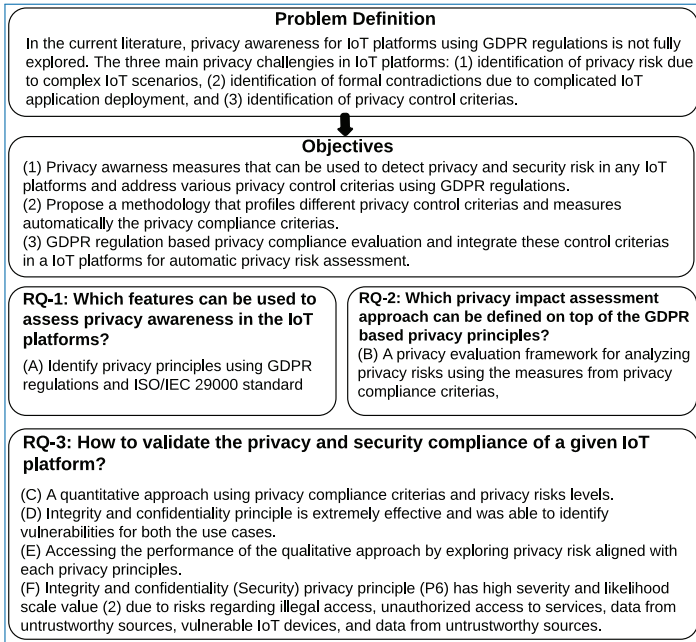 Problem Definition
In the current literature, privacy awareness for IoT platforms using GDPR regulations is not fully
explored. The three main privacy challenges in IoT platforms: (1) identification of privacy risk due
to complex IoT scenarios, (2) identification of formal contradictions due to complicated IoT
application deployment, and (3) identification of privacy control criterias.
Objectives
(1) Privacy awarness measures that can be used to detect privacy and security risk in any IoT
platforms and address various privacy control criterias using GDPR regulations.
(2) Propose a methodology that profiles different privacy control criterias and measures
automatically the privacy compliance criterias.
(3) GDPR regulation based privacy compliance evaluation and integrate these control criterias
in a IoT platforms for automatic privacy risk assessment.
RQ-1: Which features can be used to
assess privacy awareness in the IoT
platforms?
(A) Identify privacy principles using GDPR
regulations and ISO/IEC 29000 standard
RQ-2: Which privacy impact assessment
approach can be defined on top of the GDPR
based privacy principles?
(B) A privacy evaluation framework for analyzing
privacy risks using the measures from privacy
compliance criterias,
RQ-3: How to validate the privacy and security compliance of a given IoT
platform?
(C) A quantitative approach using privacy compliance criterias and privacy risks levels.
(D) Integrity and confidentiality principle is extremely effective and was able to identify
vulnerabilities for both the use cases.
(E) Accessing the performance of the qualitative approach by exploring privacy risk aligned with
each privacy principles.
(F) Integrity and confidentiality (Security) privacy principle (P6) has high severity and likelihood
scale value (2) due to risks regarding illegal access, unauthorized access to services, data from
untrustworthy sources, vulnerable IoT devices, and data from untrustworthy sources.